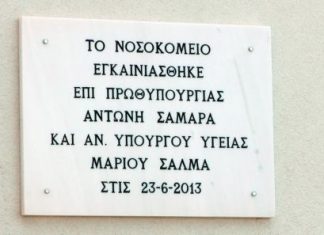 ΤΟ ΝΟΣΟΚΟΜΕΙΟ
ΕΓΚΑΙΝΙΑΣΘΗΚΕ
ΕΠΙ ΠΡΩΘΥΠΟΥΡΓΙΑΣ
ΑΝΤΩΝΗ ΣΑΜΑΡΑ
ΚΑΙ ΑΝ. ΥΠΟΥΡΓΟΥ ΥΓΕΙΑΣ
ΜΑΡΙΟΥ ΣΑΛΜΑ
ΣΤΙΣ 23-6-2013